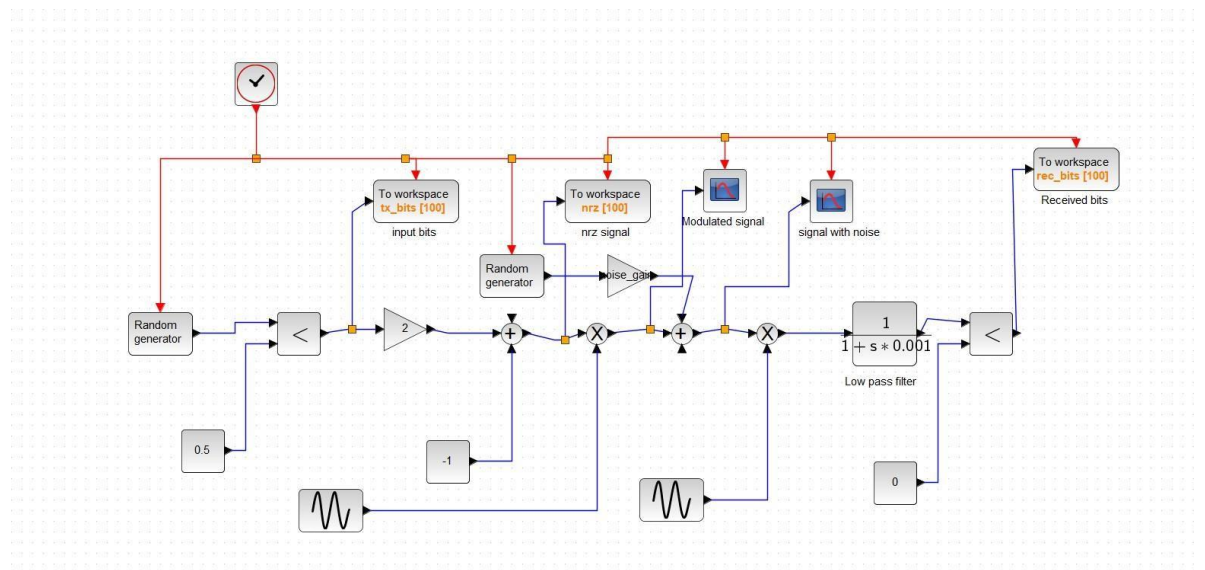 To workspace
rec_bits [100]
Received bits
To workspace
tx_bits [100]
input bits
To workspace
nrz [100]
nrz signal
Modulated signal
signal with noise
Random
generator
noise_gain
Random
generator
<
2
+
X
+
X
1
1 + s * 0.001
Low pass filter
<
0.5
-1
0